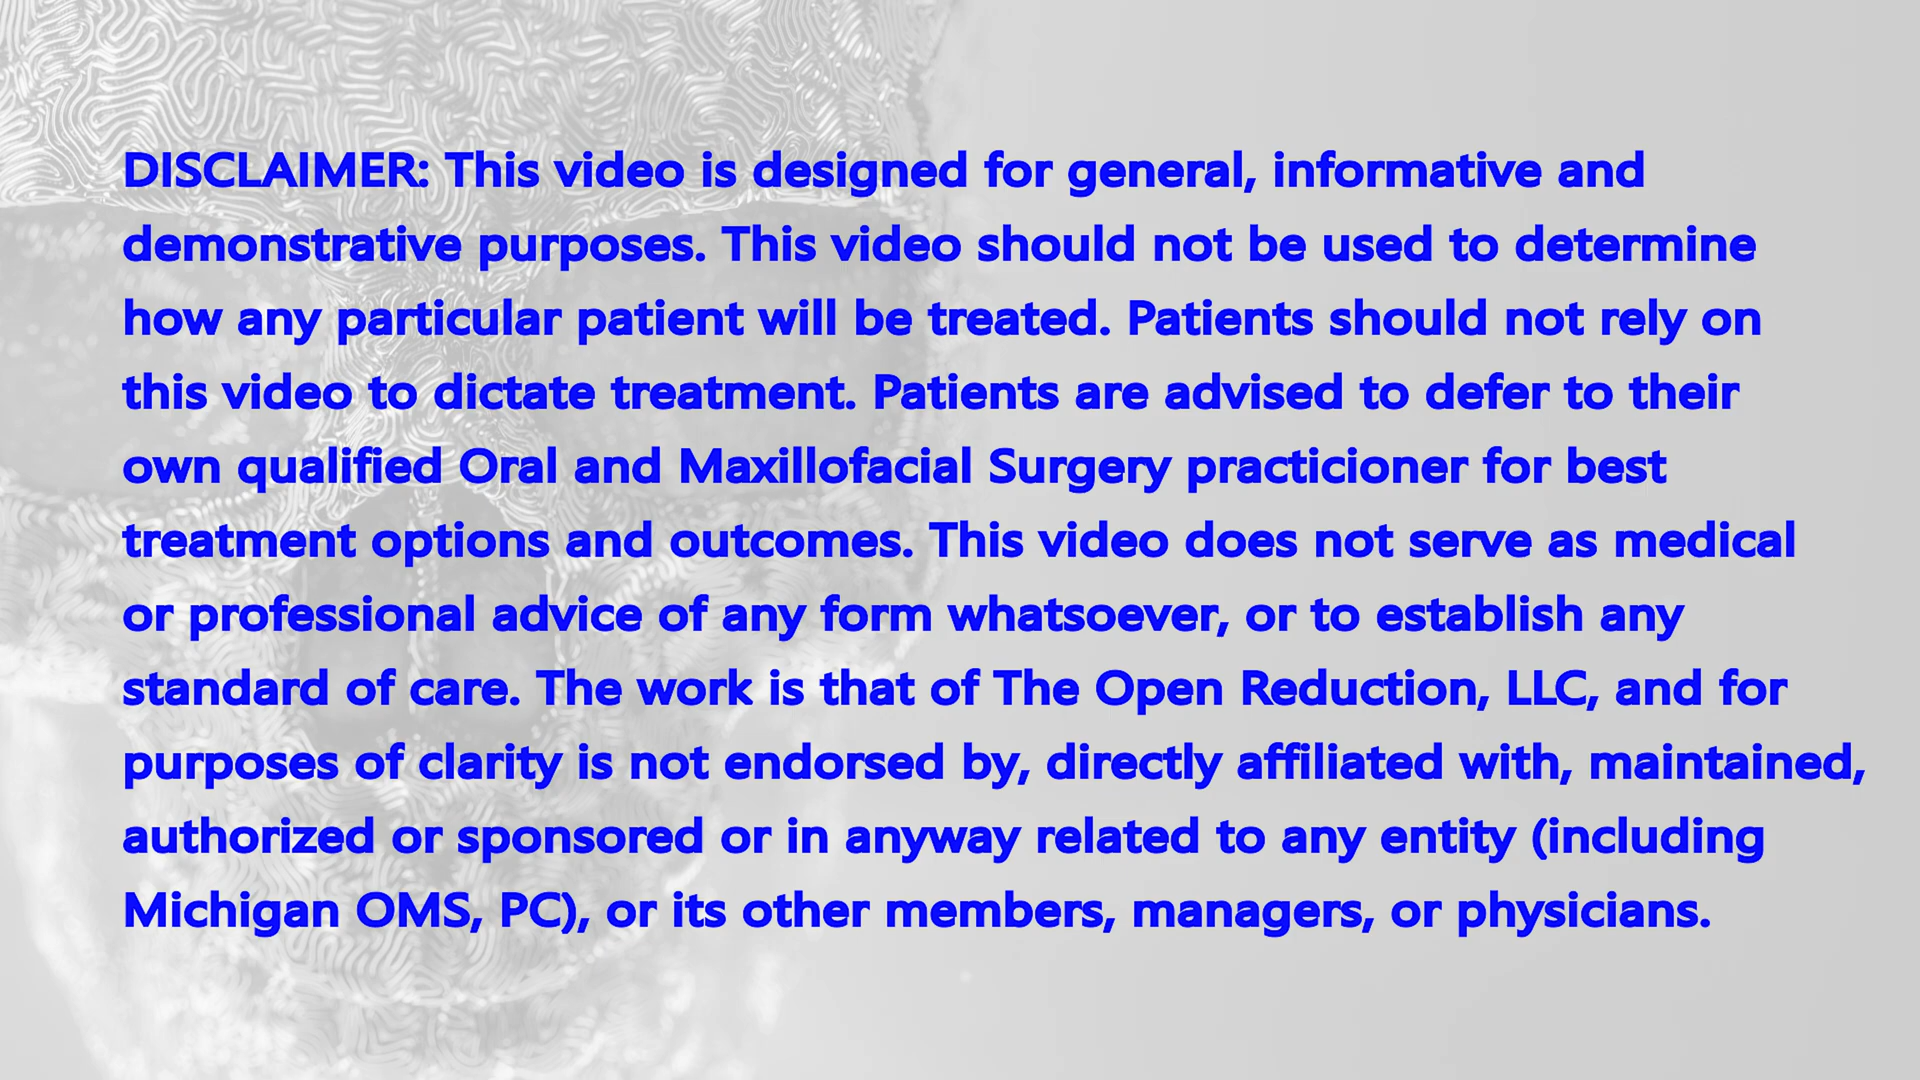 DISCLAIMER: This video is designed for general, informative and
demonstrative purposes. This video should not be used to determine
how any particular patient will be treated. Patients should not rely on
this video to dictate treatment. Patients are advised to defer to their
own qualified Oral and Maxillofacial Surgery practicioner for best
treatment options and outcomes. This video does not serve as medical
or professional advice of any form whatsoever, or to establish any
standard of care. The work is that of The Open Reduction, LLC, and for
purposes of clarity is not endorsed by, directly affiliated with, maintained,
authorized or sponsored or in anyway related to any entity (including
Michigan OMS, PC), or its other members, managers, or physicians.